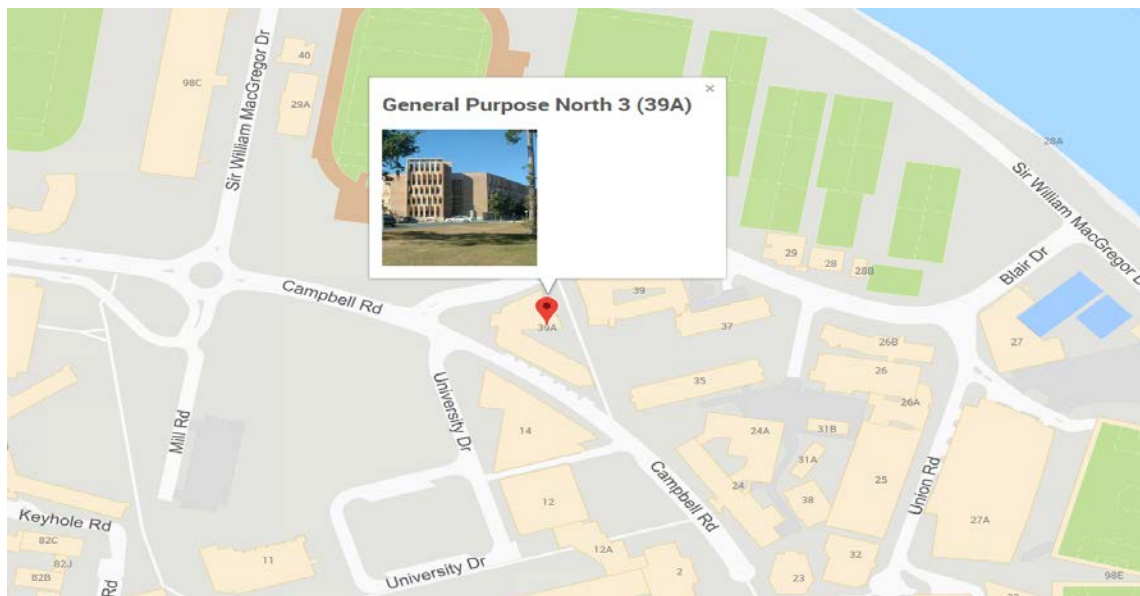 General Purpose North 3 (39A)
×
98C
40
29A
Sir William MacGregor Dr
28A
Sir William MacGregor D
Blair Dr
29
28
28B
Campbell Rd
39A
39
37
26B
27
26
35
26A
University Dr
Mill Rd
14
24A
31B
31A
Campbell Rd
24
25
38
Union Rd
12
27A
Keyhole Rd
82C
82J
82B
Rd
11
University Dr
12A
2
23
32
98E